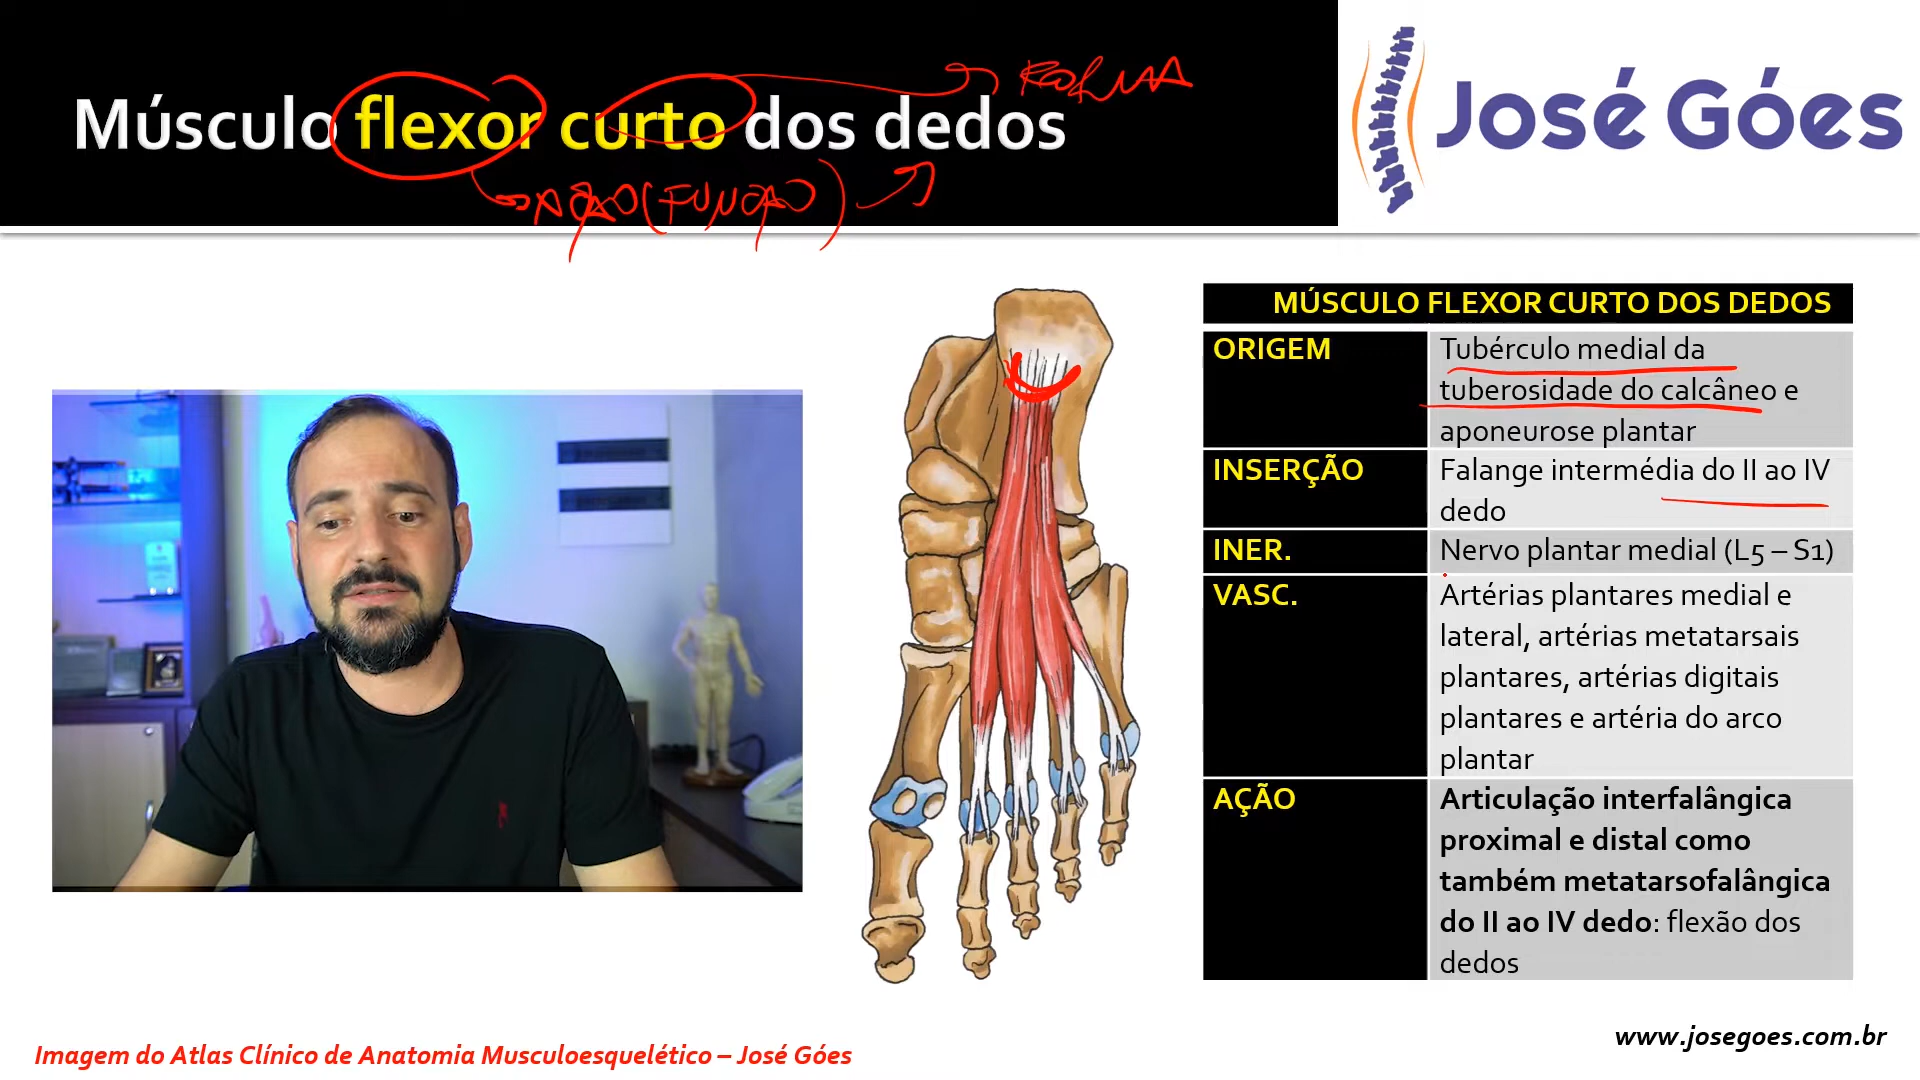 Músculo flexor curto dos dedos
FORMA
AÇÃO (FUNÇÃO)
José Góes
MÚSCULO FLEXOR CURTO DOS DEDOS
ORIGEM
Tubérculo medial da
tuberosidade do calcâneo e
aponeurose plantar
INSERÇÃO
Falange intermédia do II ao IV
dedo
INER.
Nervo plantar medial (L5 – S1)
VASC.
Artérias plantares medial e
lateral, artérias metatarsais
plantares, artérias digitais
plantares e artéria do arco
plantar
AÇÃO
Articulação interfalângica
proximal e distal como
também metatarsofalângica
do II ao IV dedo: flexão dos
dedos
Imagem do Atlas Clínico de Anatomia Musculoesquelético – José Góes
www.josegoes.com.br